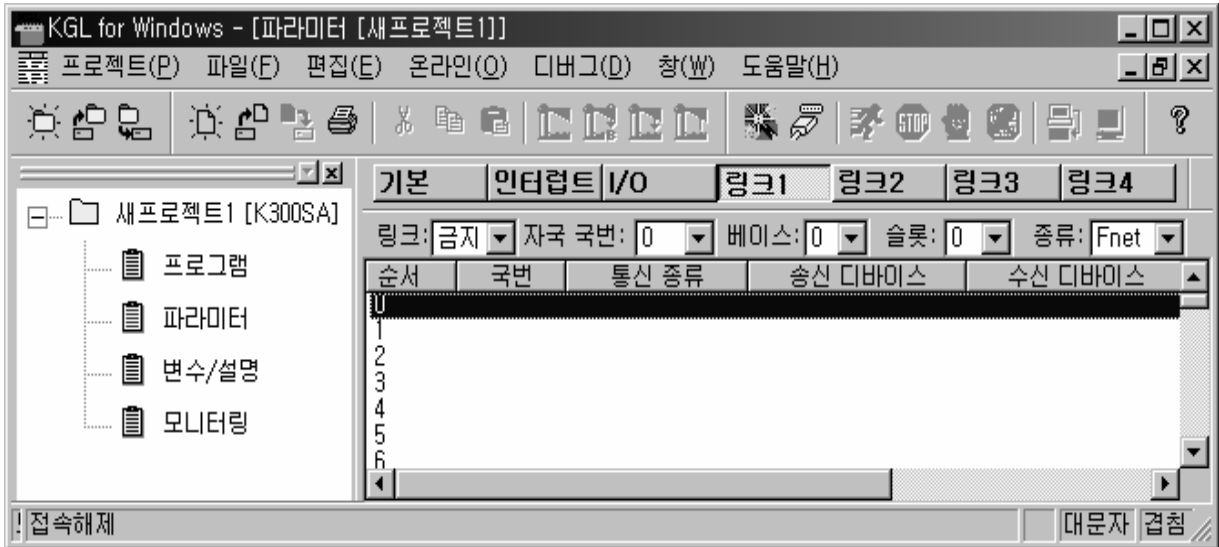 KGL for Windows - [파라미터 [새프로젝트1]]
프로젝트(P) 파일(F) 편집(E) 온라인(O) 디버그(D) 창(W) 도움말(H)
STOP
기본 인터럽트 I/O 링크1 링크2 링크3 링크4
새프로젝트1 [K300SA]
프로그램
파라미터
변수/설명
모니터링
링크: 금지 자국 국번: 0 베이스: 0 슬롯: 0 종류: Fnet
순서 국번 통신 종류 송신 디바이스 수신 디바이스
0
1
2
3
4
5
6
접속해제 대문자 겹침